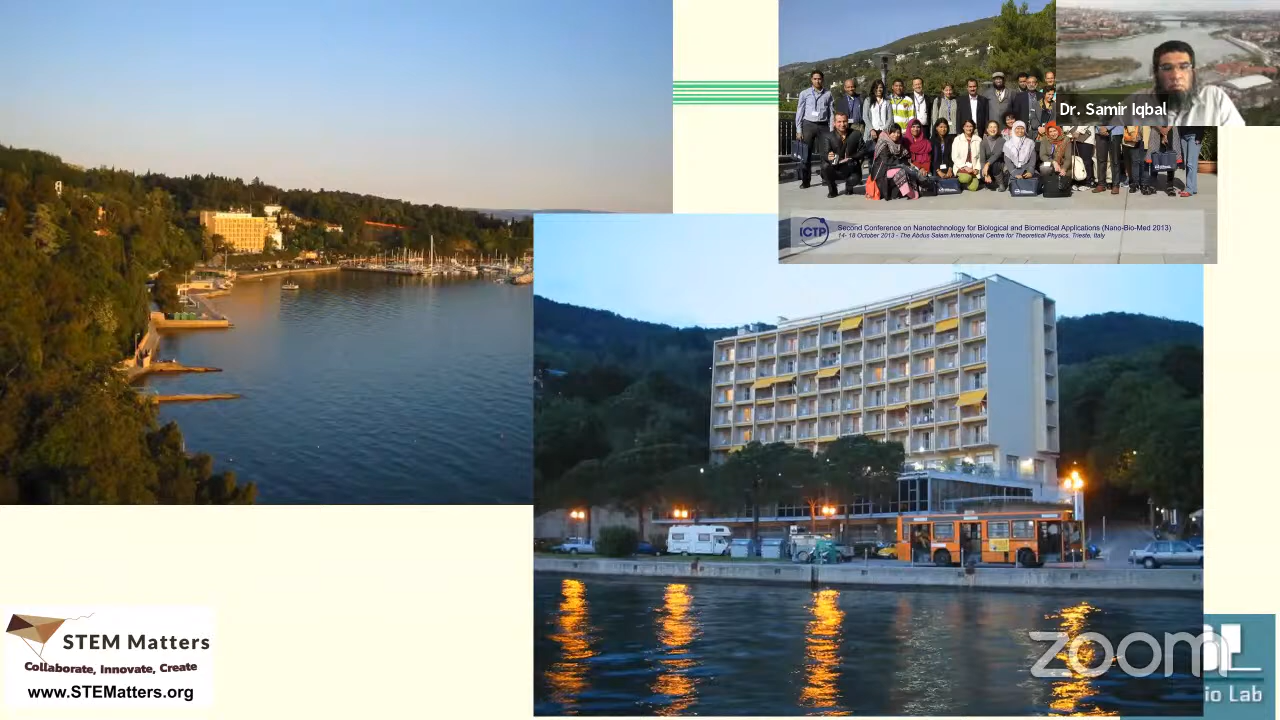 Dr. Samir Iqbal
ICTP
Second Conference on Nanotechnology for Biological and Biomedical Applications (Nano-Bio-Med 2013)
14- 18 October 2013 - The Abdus Salam International Centre for Theoretical Physics, Trieste, Italy
STEM Matters
Collaborate, Innovate, Create
www.STEMatters.org
zoom
io Lab